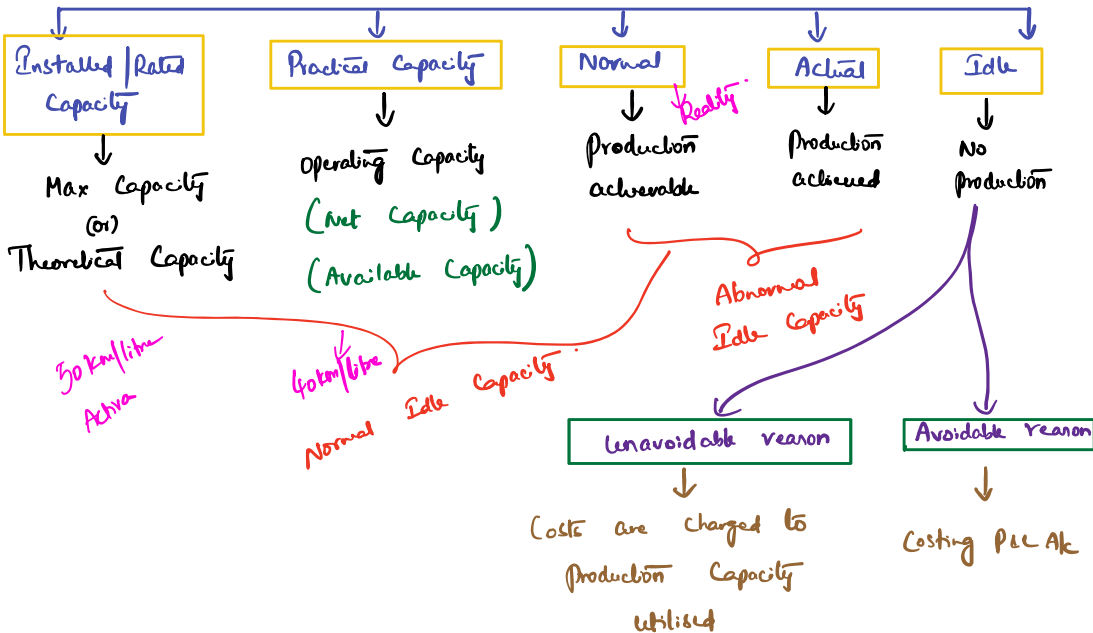 Installed/Rated
Capacity
Max Capacity
(or)
Theoretical Capacity
50 km/litre
Activa
Practical Capacity
Operating Capacity
(Net Capacity)
(Available Capacity)
40 km/litre
Normal Idle Capacity
Normal
Reality
Production
achievable
Actual
Production
achieved
Abnormal
Idle Capacity
Idle
No
production
Unavoidable reason
Costs are charged to
Production Capacity
utilised
Avoidable reason
Costing P&L A/c